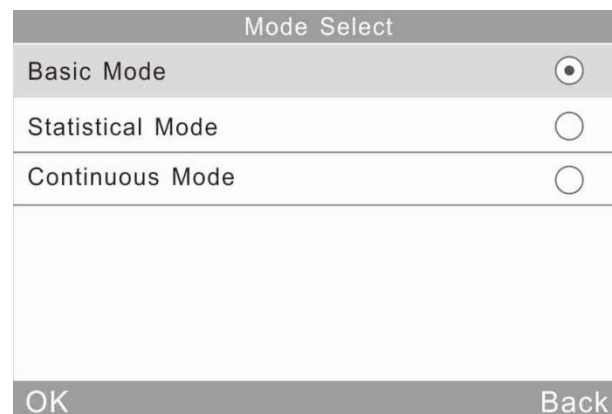 Mode Select
Basic Mode
Statistical Mode
Continuous Mode
OK Back